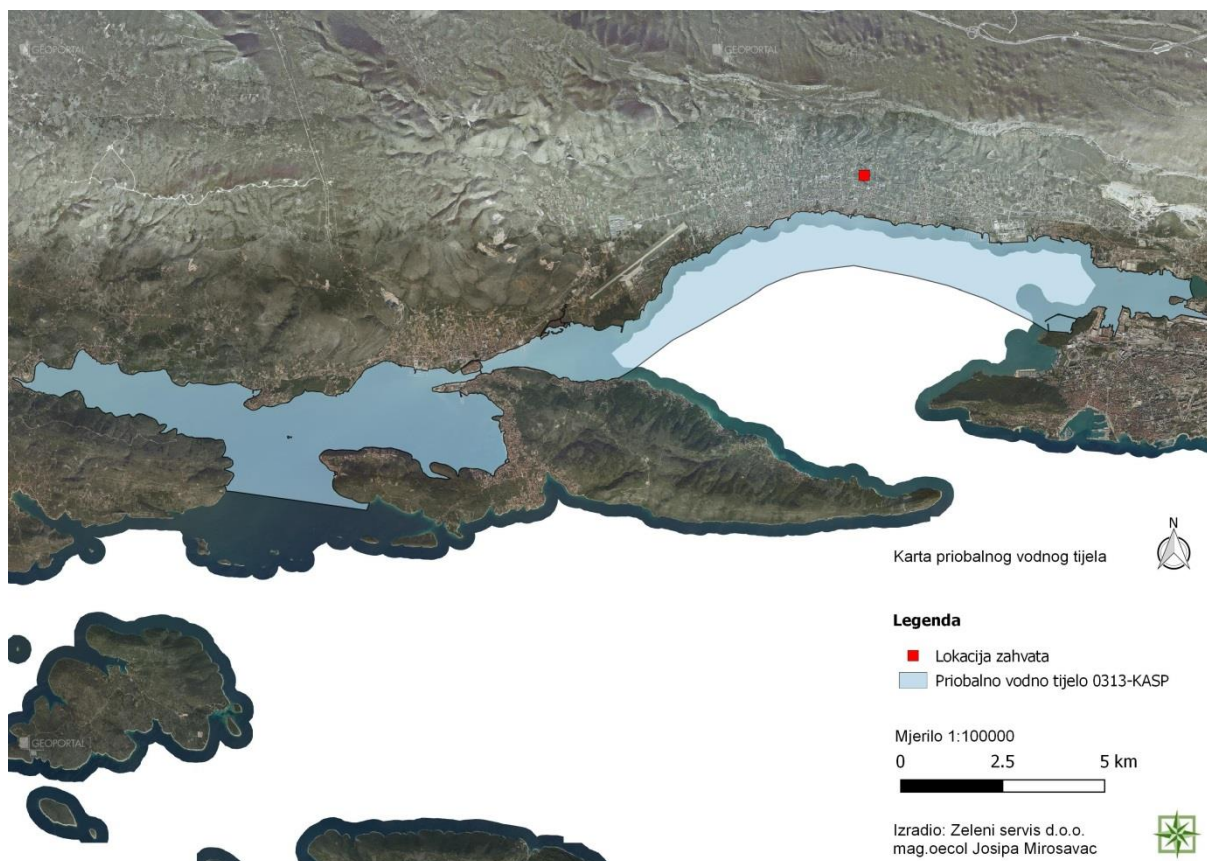 GEOPORTAL
GEOPORTAL
N
Karta priobalnog vodnog tijela
Legenda
Lokacija zahvata
Priobalno vodno tijelo 0313-KASP
GEOPORTAL
Mjerilo 1:100000
0 2.5 5 km
Izradio: Zeleni servis d.o.o.
mag.oecol Josipa Mirosavac